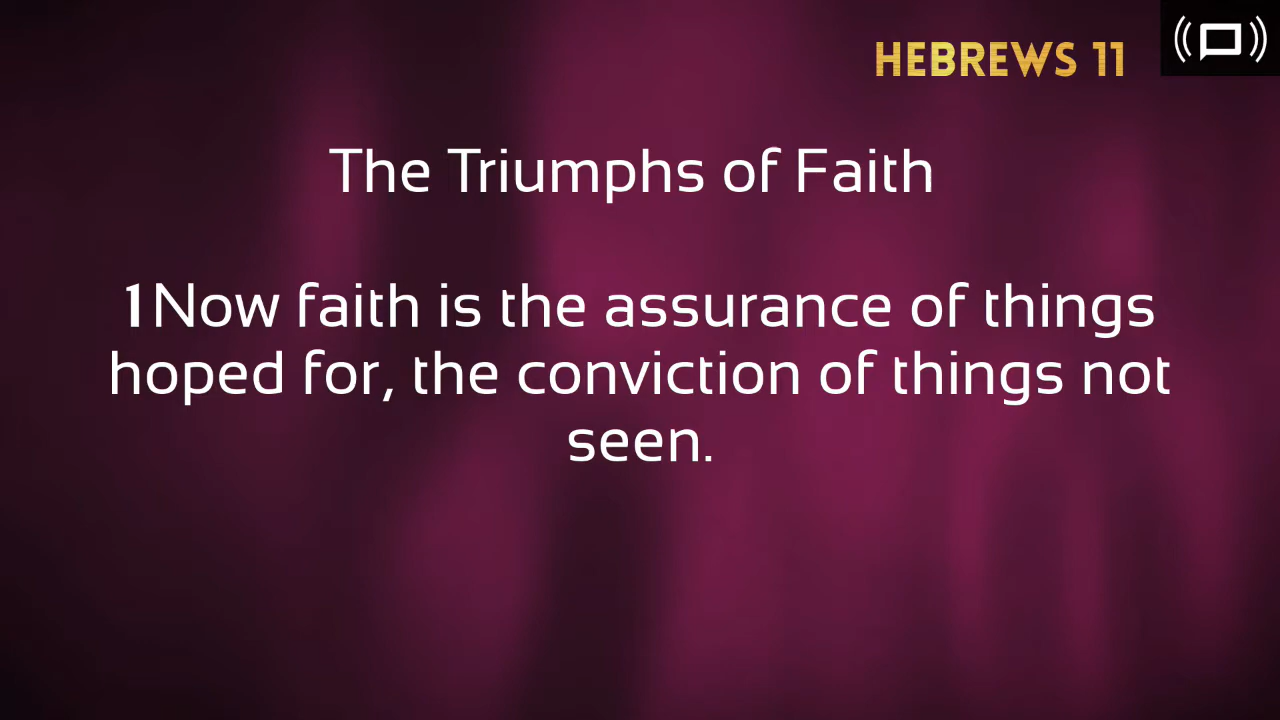 HEBREWS 11
The Triumphs of Faith
1Now faith is the assurance of things
hoped for, the conviction of things not
seen.